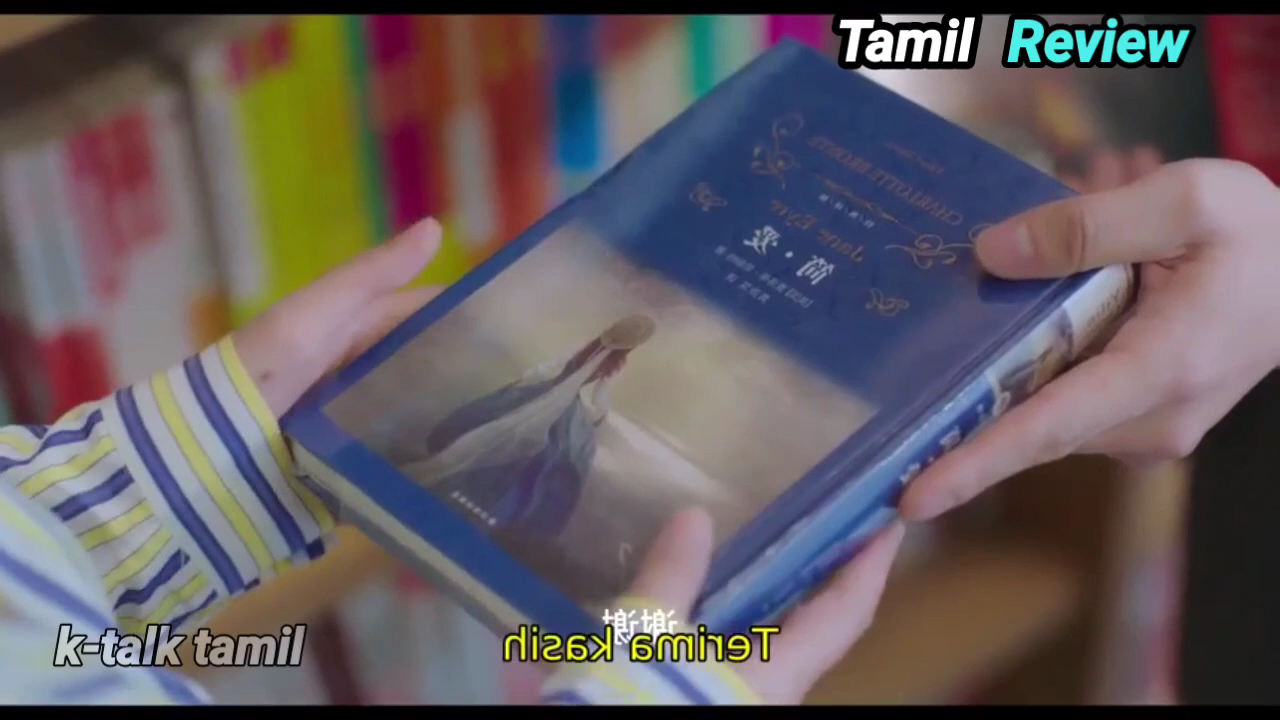 Tamil Review
CHARLOTTE BRONTË
Jane Eyre
简·爱
谢谢
Terima kasih
k-talk tamil